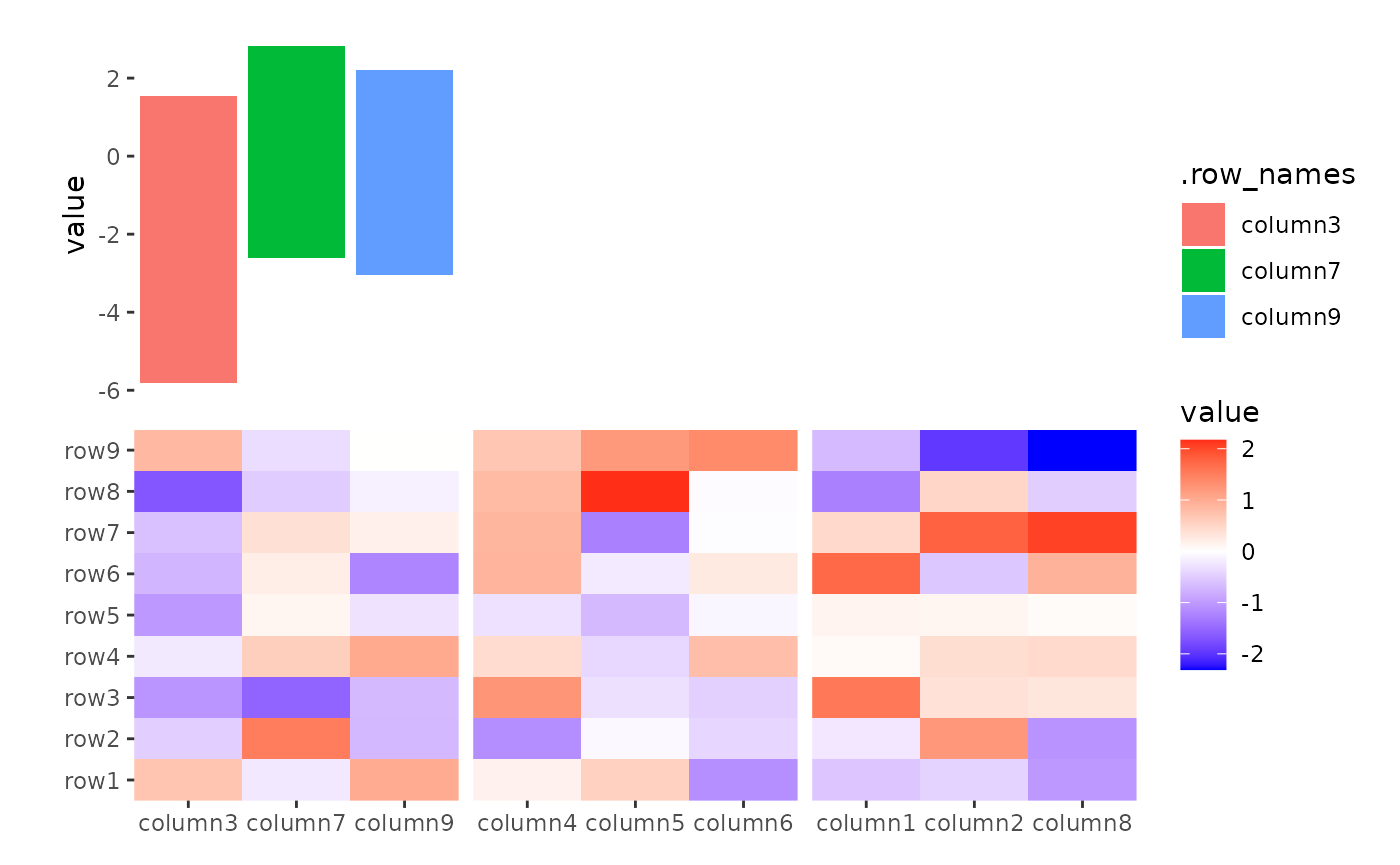 value
2
0
-2
-4
-6
.row_names
column3
column7
column9
value
2
1
0
-1
-2
row9
row8
row7
row6
row5
row4
row3
row2
row1
column3 column7 column9 column4 column5 column6 column1 column2 column8